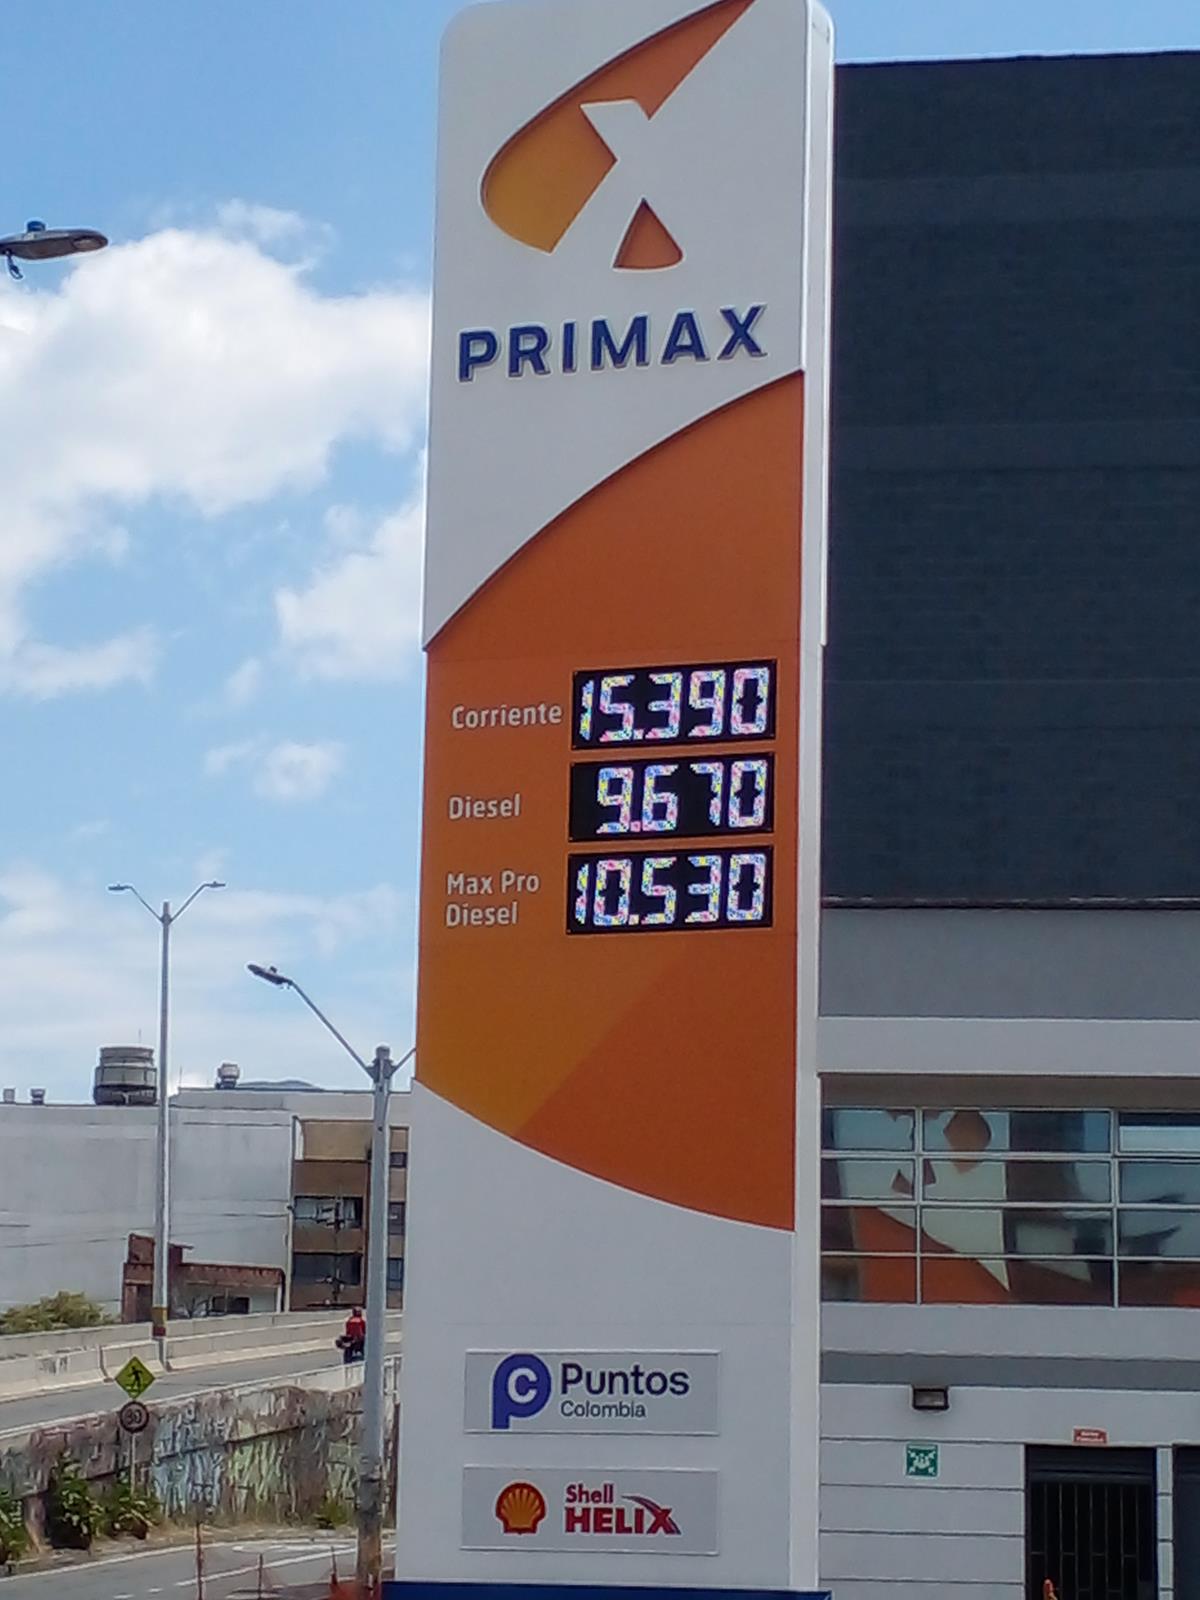 PRIMAX
Corriente 15.390
Diesel 9.670
Max Pro
Diesel 10.530
Puntos
Colombia
Shell
HELIX
30